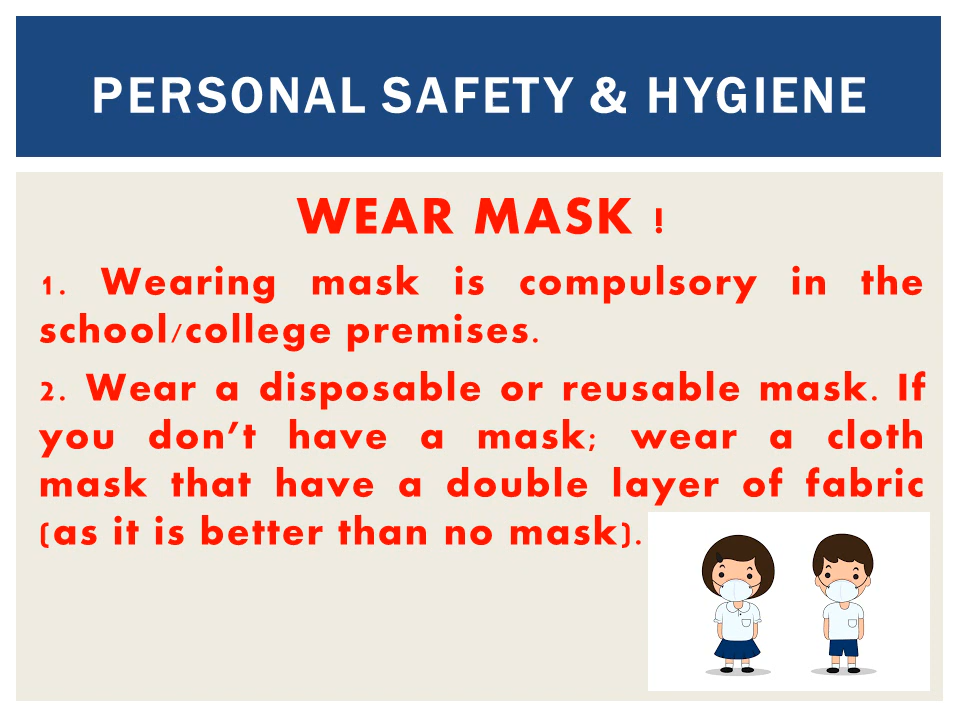 PERSONAL SAFETY & HYGIENE
WEAR MASK !
1. Wearing mask is compulsory in the
school/college premises.
2. Wear a disposable or reusable mask. If
you don’t have a mask; wear a cloth
mask that have a double layer of fabric
(as it is better than no mask).